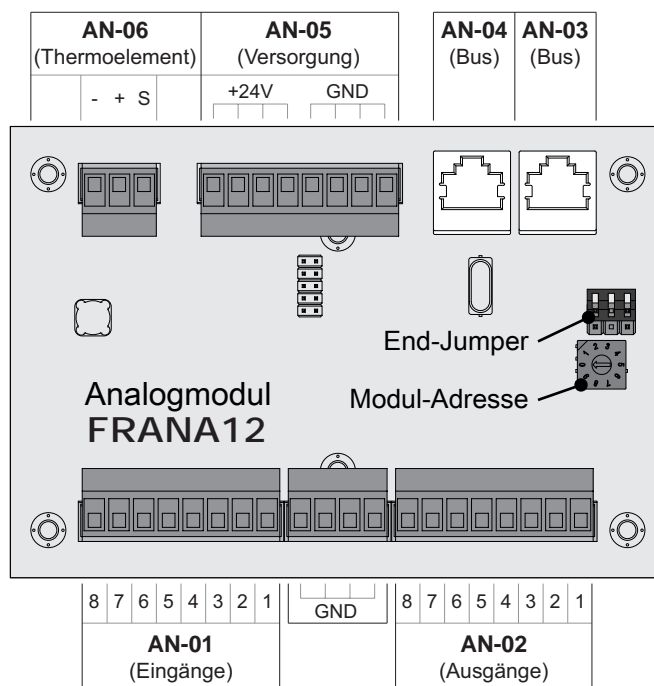 AN-06
(Thermoelement)
AN-05
(Versorgung)
AN-04
(Bus)
AN-03
(Bus)
- + S
+24V
GND
End-Jumper
Modul-Adresse
Analogmodul
FRANA12
8 7 6 5 4 3 2 1
GND
8 7 6 5 4 3 2 1
AN-01
(Eingänge)
AN-02
(Ausgänge)